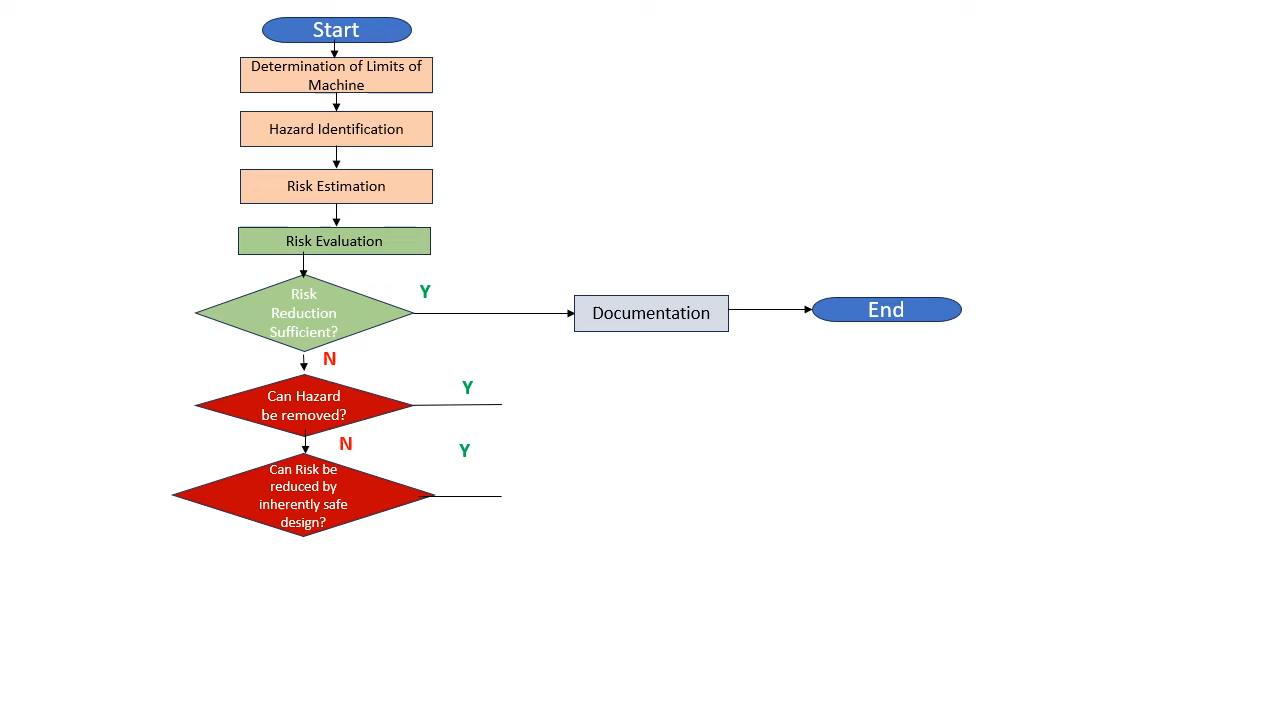 Start
Determination of Limits of
Machine
Hazard Identification
Risk Estimation
Risk Evaluation
Risk
Reduction
Sufficient?
Y
Documentation
End
N
Can Hazard
be removed?
Y
N
Y
Can Risk be
reduced by
inherently safe
design?